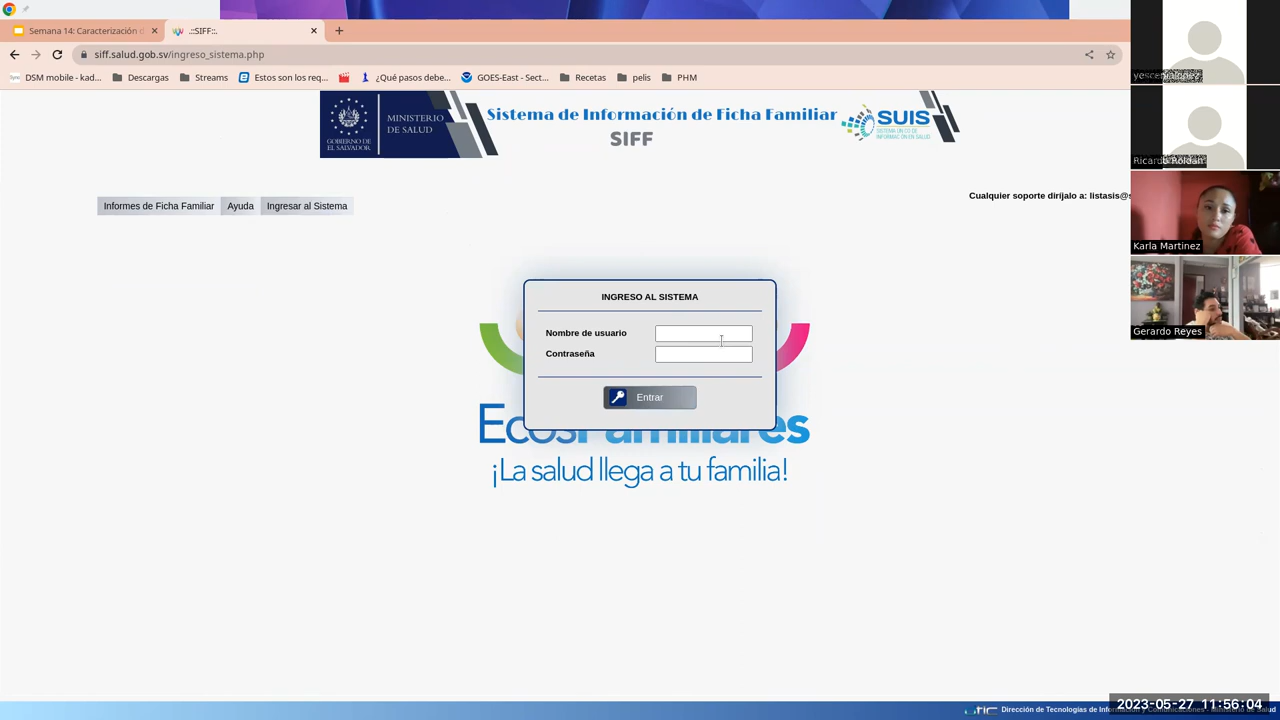 Semana 14: Caracterización d
.::SIFF::.
siff.salud.gob.sv/ingreso_sistema.php
DSM mobile - kad...
Descargas
Streams
Estos son los req...
¿Qué pasos debe...
GOES-East - Sect...
Recetas
pelis
PHM
GOBIERNO DE
EL SALVADOR
MINISTERIO
DE SALUD
Sistema de Información de Ficha Familiar
SIFF
SUIS
Informes de Ficha Familiar
Ayuda
Ingresar al Sistema
Cualquier soporte diríjalo a: listasis@s
INGRESO AL SISTEMA
Nombre de usuario
Contraseña
Entrar
EcosFamiliares
¡La salud llega a tu familia!
Ricardo Roldan
Karla Martinez
Gerardo Reyes
Dirección de Tecnologías de
2023-05-27 11:56:04